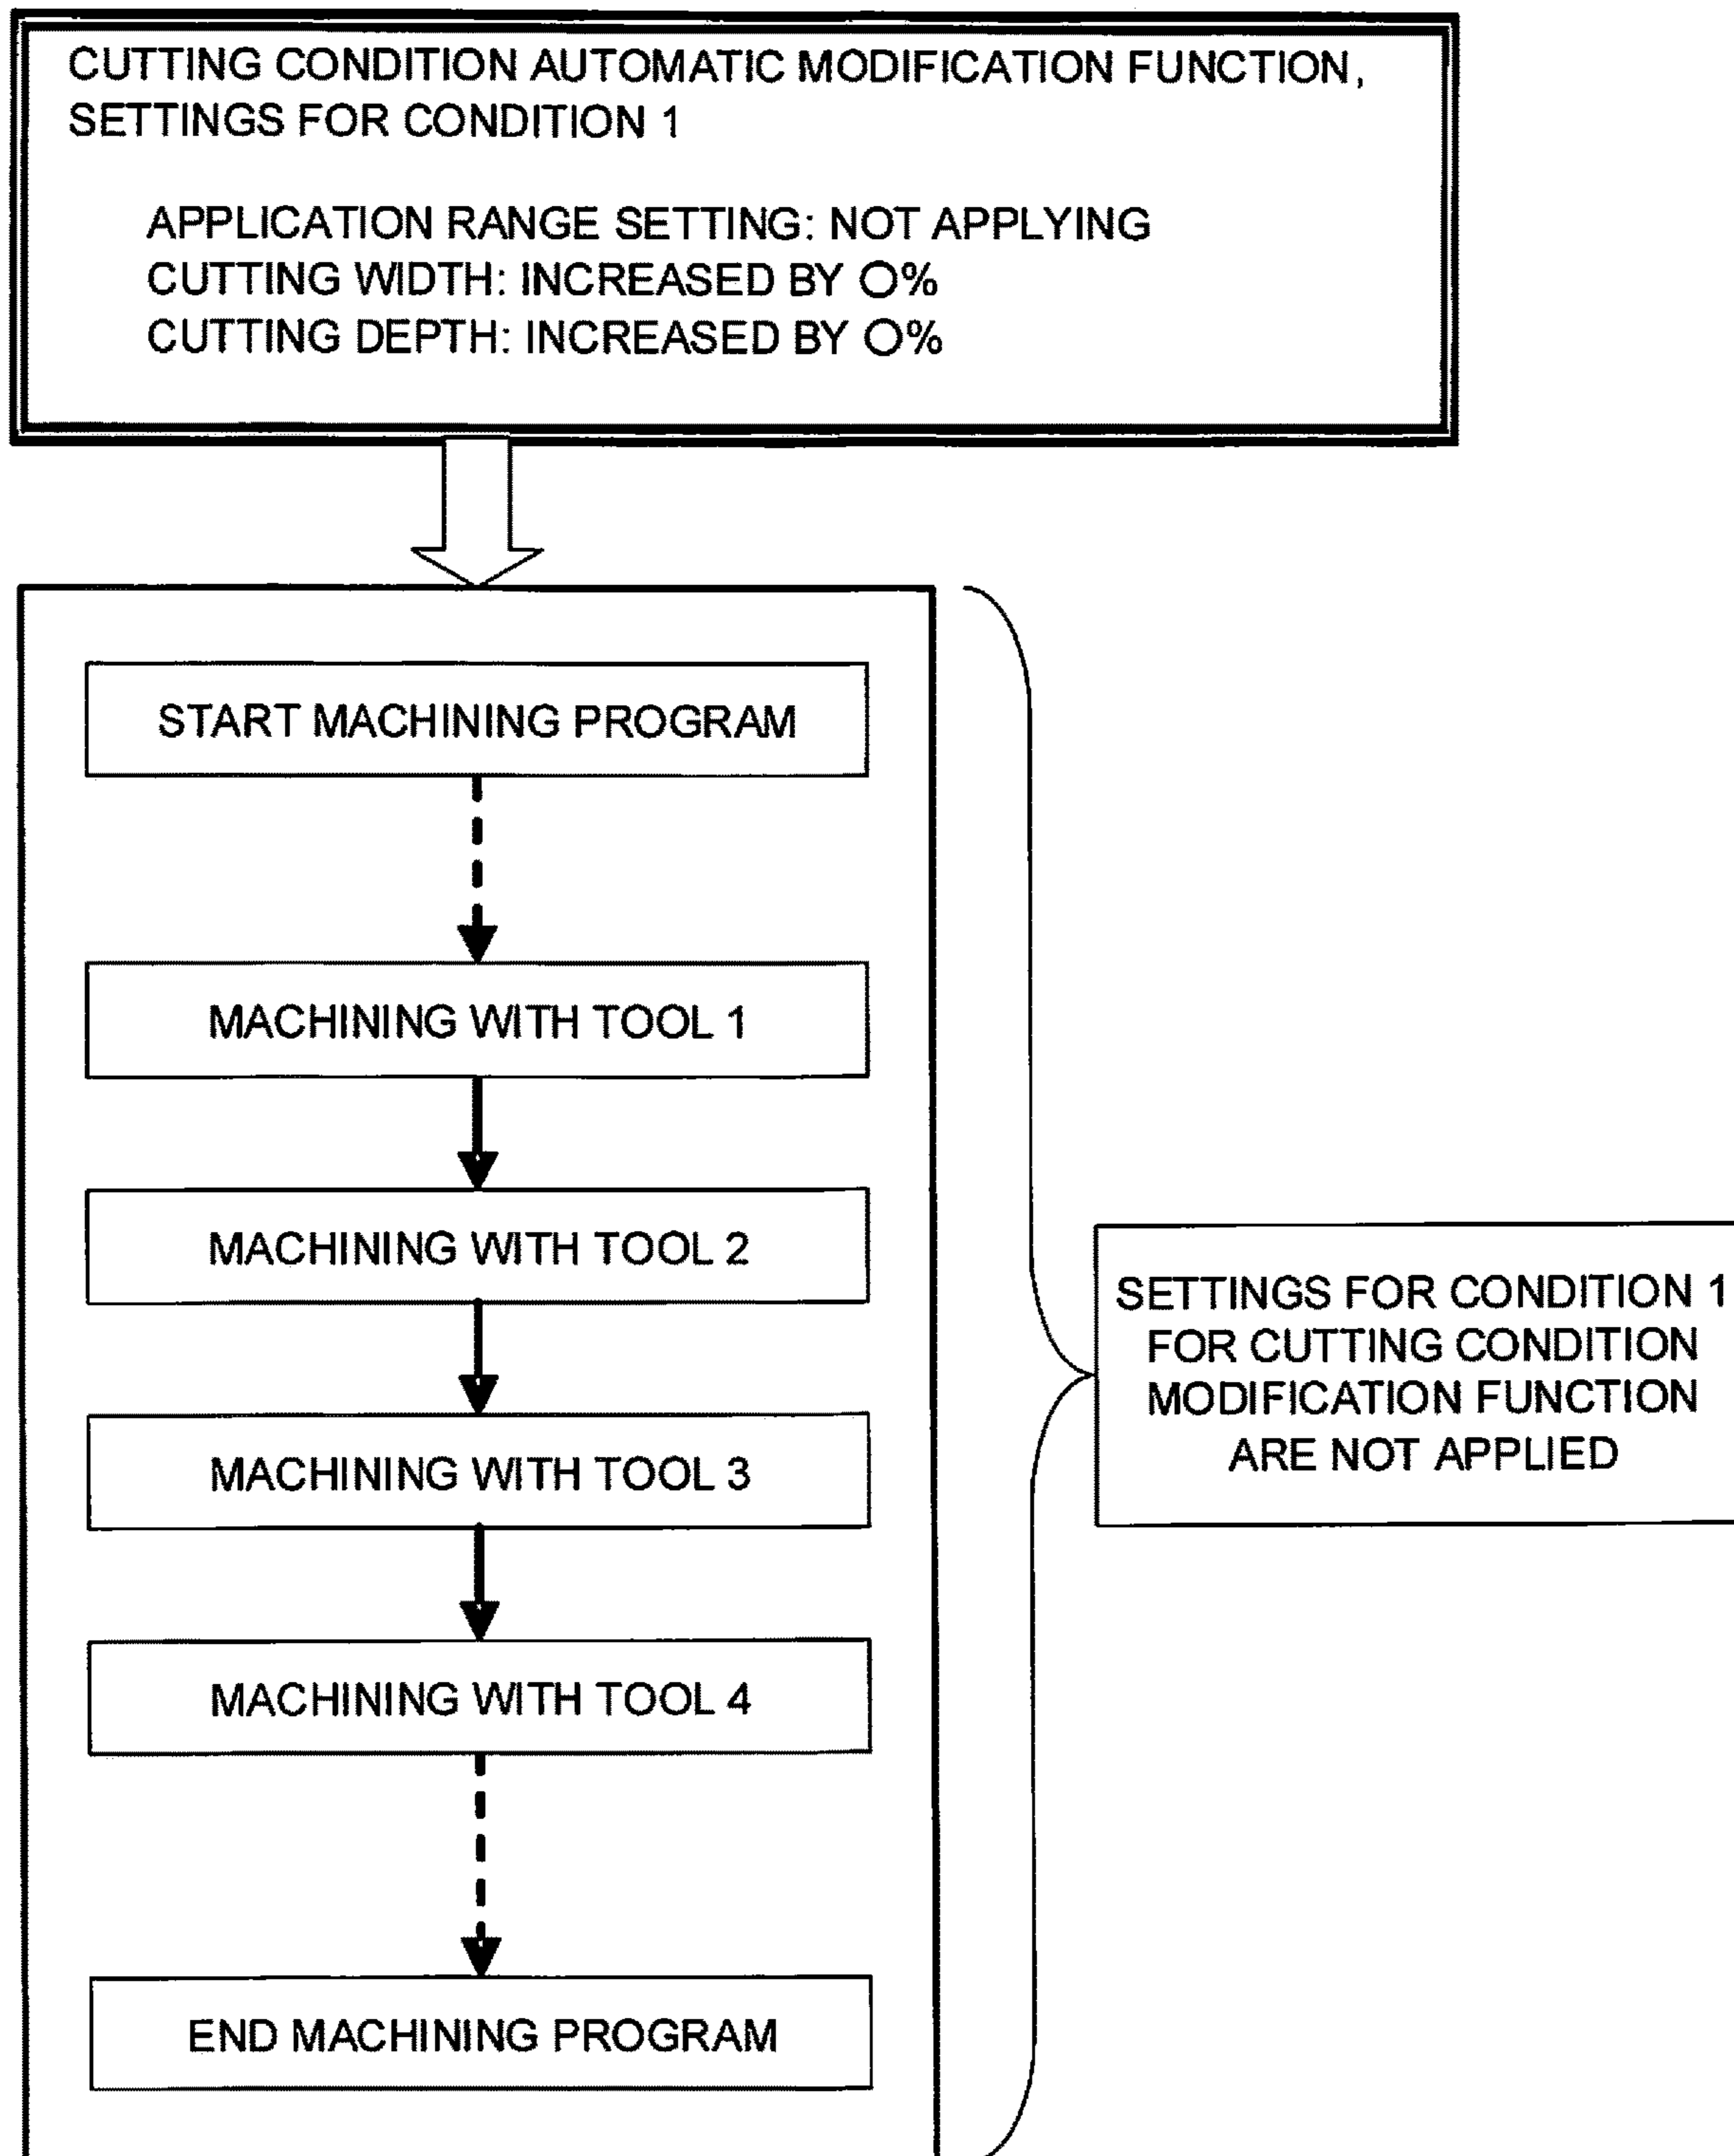 CUTTING CONDITION AUTOMATIC MODIFICATION FUNCTION,
SETTINGS FOR CONDITION 1
APPLICATION RANGE SETTING: NOT APPLYING
CUTTING WIDTH: INCREASED BY ○%
CUTTING DEPTH: INCREASED BY ○%
START MACHINING PROGRAM
MACHINING WITH TOOL 1
MACHINING WITH TOOL 2
MACHINING WITH TOOL 3
MACHINING WITH TOOL 4
END MACHINING PROGRAM
SETTINGS FOR CONDITION 1
FOR CUTTING CONDITION
MODIFICATION FUNCTION
ARE NOT APPLIED